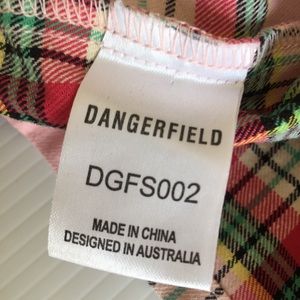 DANGERFIELD
DGFS002
MADE IN CHINA
DESIGNED IN AUSTRALIA